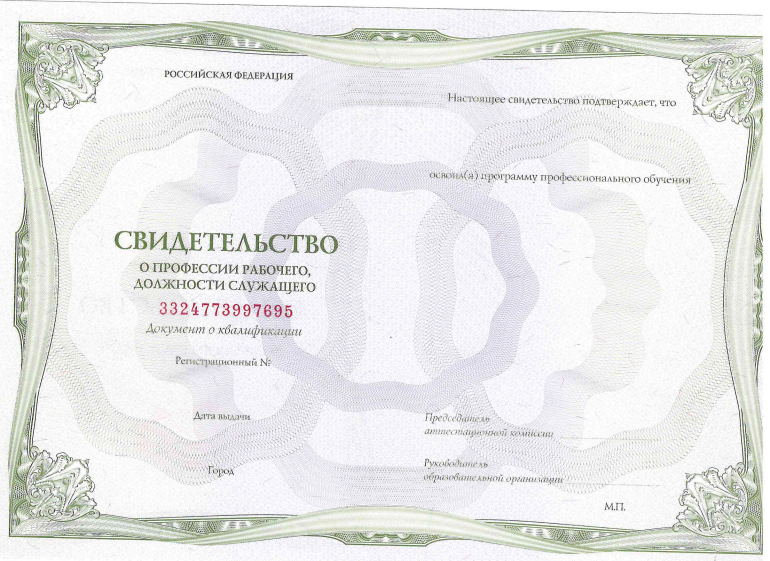 РОССИЙСКАЯ ФЕДЕРАЦИЯ
СВИДЕТЕЛЬСТВО
О ПРОФЕССИИ РАБОЧЕГО,
ДОЛЖНОСТИ СЛУЖАЩЕГО
3324773997695
Документ о квалификации
Регистрационный №
Дата выдачи
Город
Настоящее свидетельство подтверждает, что
освоил(а) программу профессионального обучения
Председатель
аттестационной комиссии
Руководитель
образовательной организации
М.П.